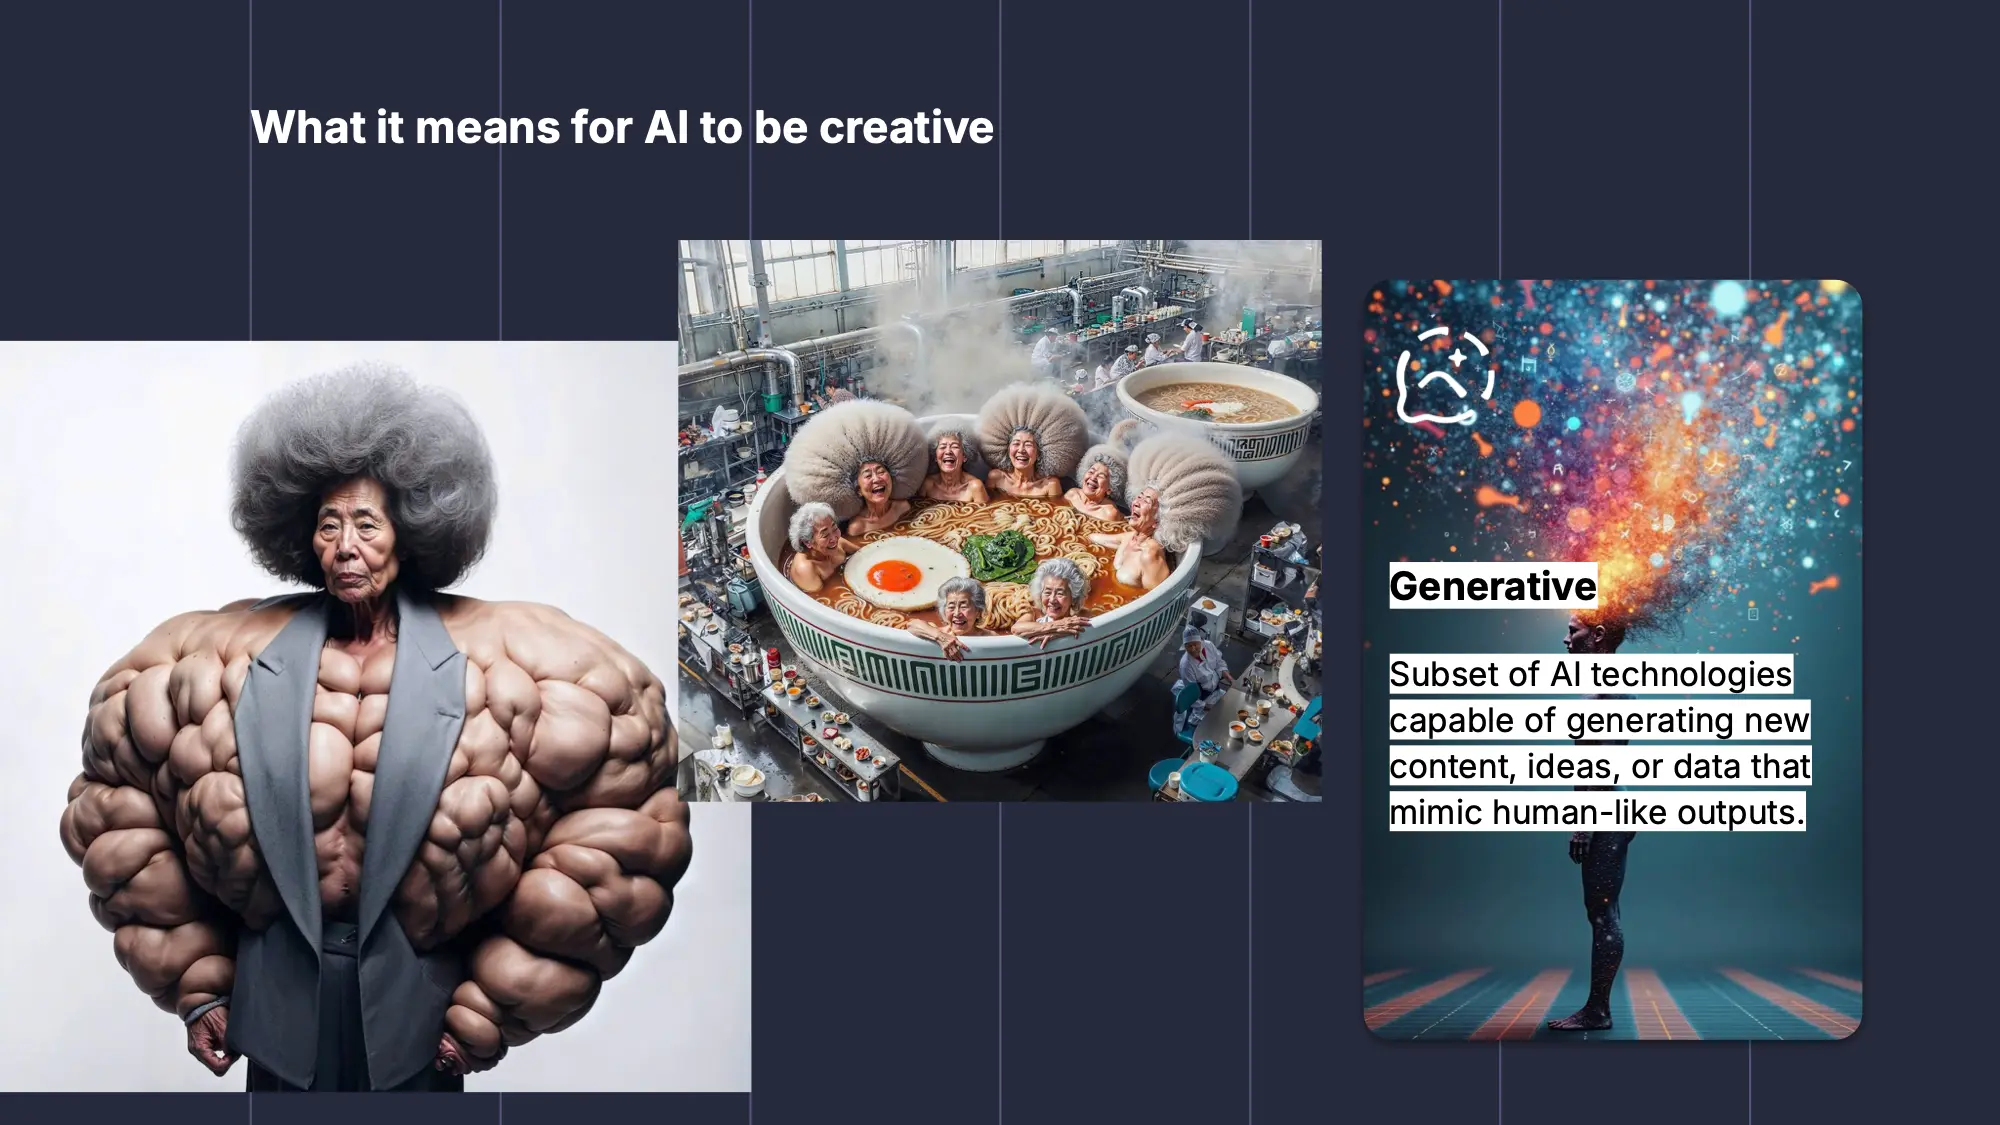 What it means for AI to be creative
Generative
Subset of AI technologies
capable of generating new
content, ideas, or data that
mimic human-like outputs.